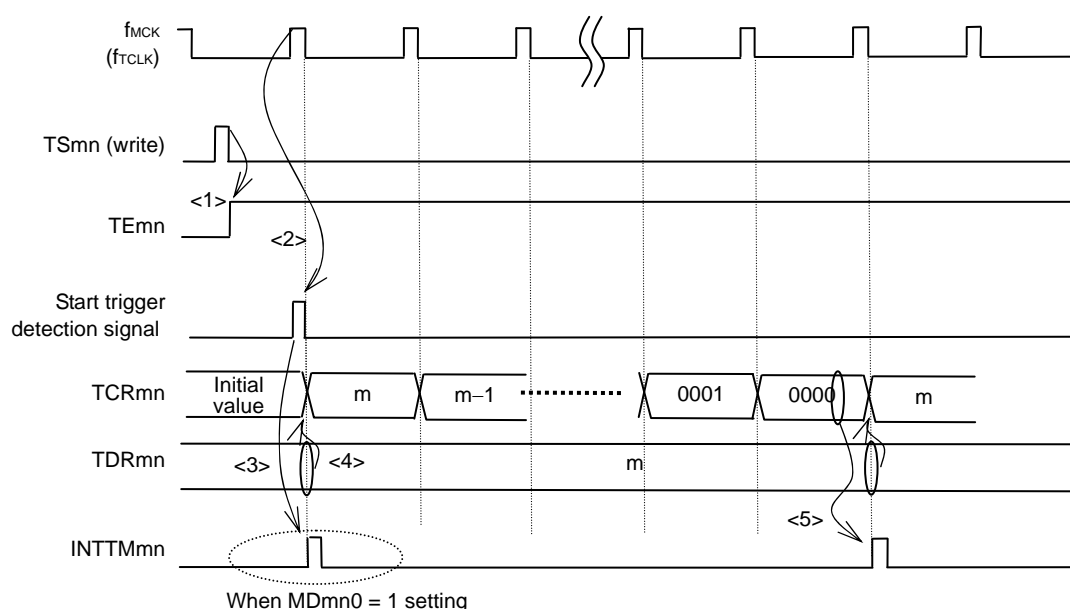 fMCK
(fTCLK)
TSmn (write)
<1>
TEmn
<2>
Start trigger
detection signal
TCRmn
Initial
value
m
m−1
0001
0000
m
TDRmn
<3>
<4>
m
<5>
INTTMmn
When MDmn0 = 1 setting